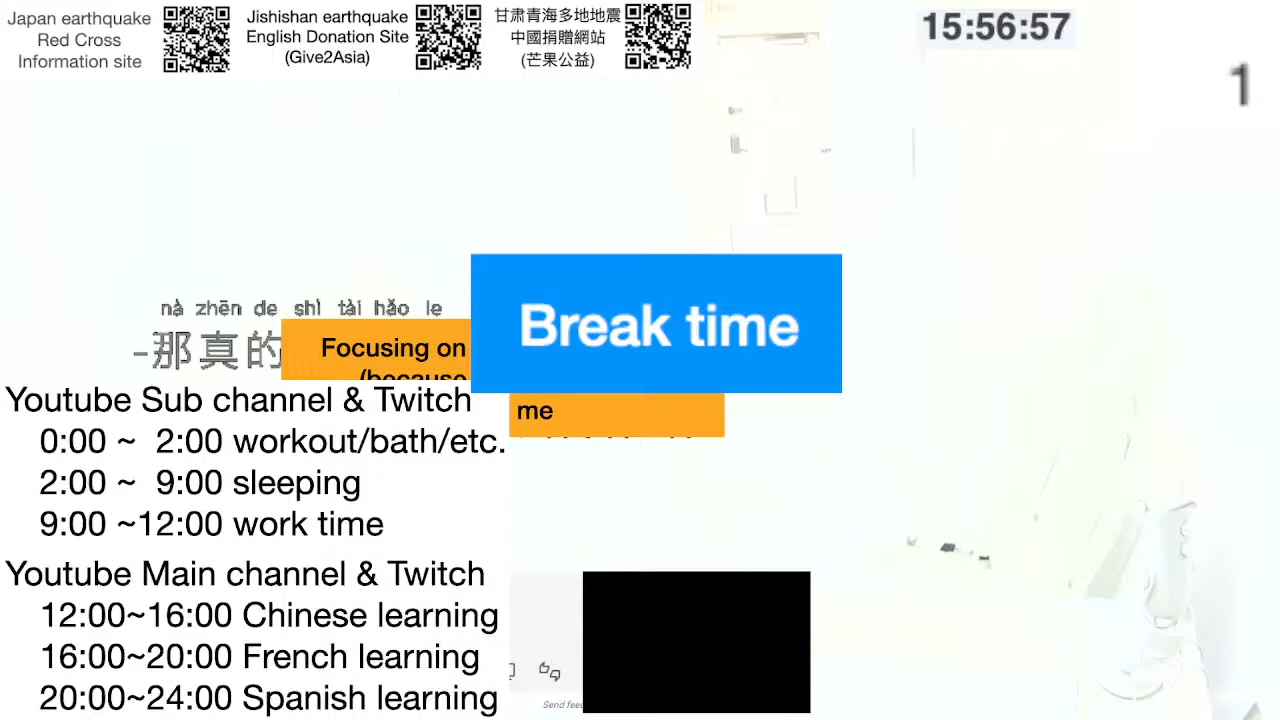 Japan earthquake
Red Cross
Information site
Jishishan earthquake
English Donation Site
(Give2Asia)
甘肃青海多地地震
中國捐贈網站
(芒果公益)
15:56:57
1
nà zhēn de shì tài hǎo le
-那真的
Focusing on
(because
Break time
me
Youtube Sub channel & Twitch
0:00 ~ 2:00 workout/bath/etc.
2:00 ~ 9:00 sleeping
9:00 ~12:00 work time
Youtube Main channel & Twitch
12:00~16:00 Chinese learning
16:00~20:00 French learning
20:00~24:00 Spanish learning
Send